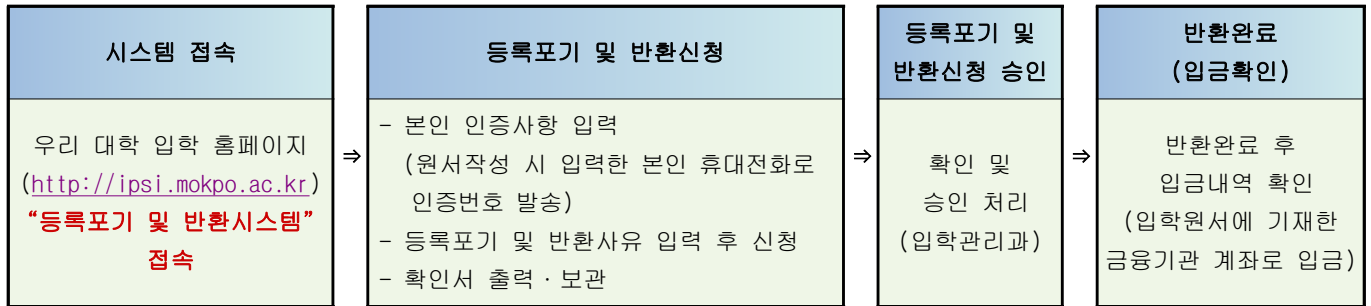 시스템 접속
우리 대학 입학 홈페이지
(http://ipsi.mokpo.ac.kr)
“등록포기 및 반환시스템”
접속
⇒
등록포기 및 반환신청
- 본인 인증사항 입력
(원서작성 시 입력한 본인 휴대전화로
인증번호 발송)
- 등록포기 및 반환사유 입력 후 신청
- 확인서 출력·보관
⇒
등록포기 및
반환신청 승인
확인 및
승인 처리
(입학관리과)
⇒
반환완료
(입금확인)
반환완료 후
입금내역 확인
(입학원서에 기재한
금융기관 계좌로 입금)